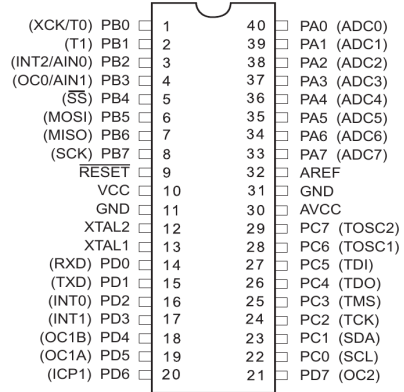 (XCK/T0) PB0 1 40 PA0 (ADC0)
(T1) PB1 2 39 PA1 (ADC1)
(INT2/AIN0) PB2 3 38 PA2 (ADC2)
(OC0/AIN1) PB3 4 37 PA3 (ADC3)
(SS) PB4 5 36 PA4 (ADC4)
(MOSI) PB5 6 35 PA5 (ADC5)
(MISO) PB6 7 34 PA6 (ADC6)
(SCK) PB7 8 33 PA7 (ADC7)
RESET 9 32 AREF
VCC 10 31 GND
GND 11 30 AVCC
XTAL2 12 29 PC7 (TOSC2)
XTAL1 13 28 PC6 (TOSC1)
(RXD) PD0 14 27 PC5 (TDI)
(TXD) PD1 15 26 PC4 (TDO)
(INT0) PD2 16 25 PC3 (TMS)
(INT1) PD3 17 24 PC2 (TCK)
(OC1B) PD4 18 23 PC1 (SDA)
(OC1A) PD5 19 22 PC0 (SCL)
(ICP1) PD6 20 21 PD7 (OC2)